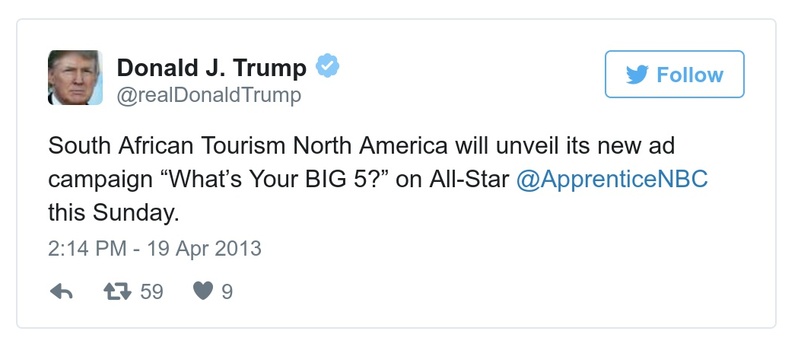 Donald J. Trump
@realDonaldTrump
Follow
South African Tourism North America will unveil its new ad
campaign “What’s Your BIG 5?” on All-Star @ApprenticeNBC
this Sunday.
2:14 PM - 19 Apr 2013
59 9